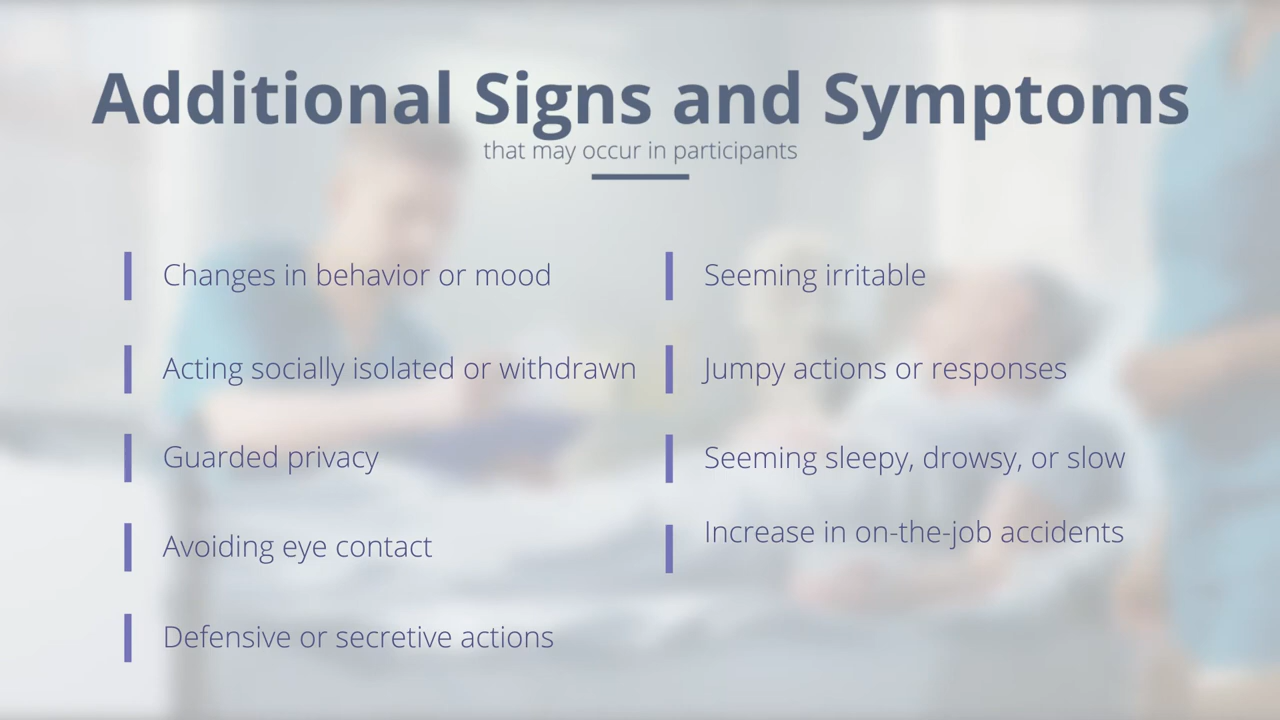 Additional Signs and Symptoms
that may occur in participants
Changes in behavior or mood
Acting socially isolated or withdrawn
Guarded privacy
Avoiding eye contact
Defensive or secretive actions
Seeming irritable
Jumpy actions or responses
Seeming sleepy, drowsy, or slow
Increase in on-the-job accidents